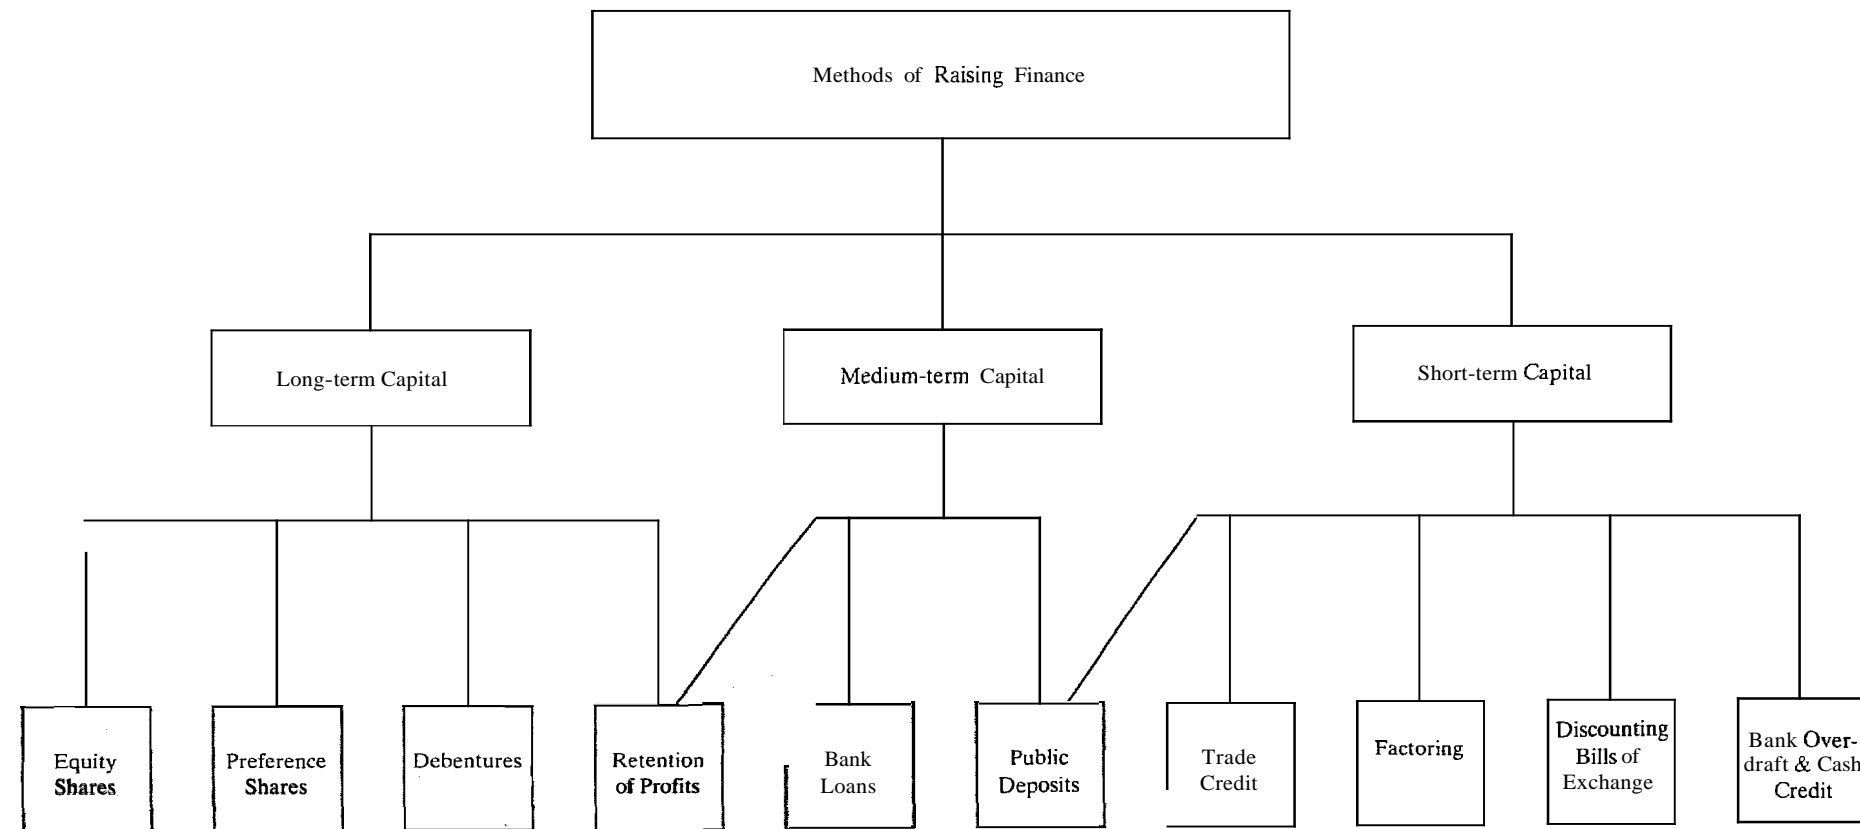 Methods of Raising Finance
Long-term Capital
Medium-term Capital
Short-term Capital
Equity
Shares
Preference
Shares
Debentures
Retention
of Profits
Bank
Loans
Public
Deposits
Trade
Credit
Factoring
Discounting
Bills of
Exchange
Bank Over-
draft & Cash
Credit